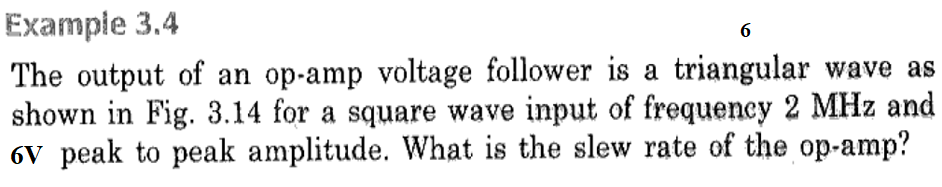 Example 3.4
6
The output of an op-amp voltage follower is a triangular wave as
shown in Fig. 3.14 for a square wave input of frequency 2 MHz and
6V peak to peak amplitude. What is the slew rate of the op-amp?